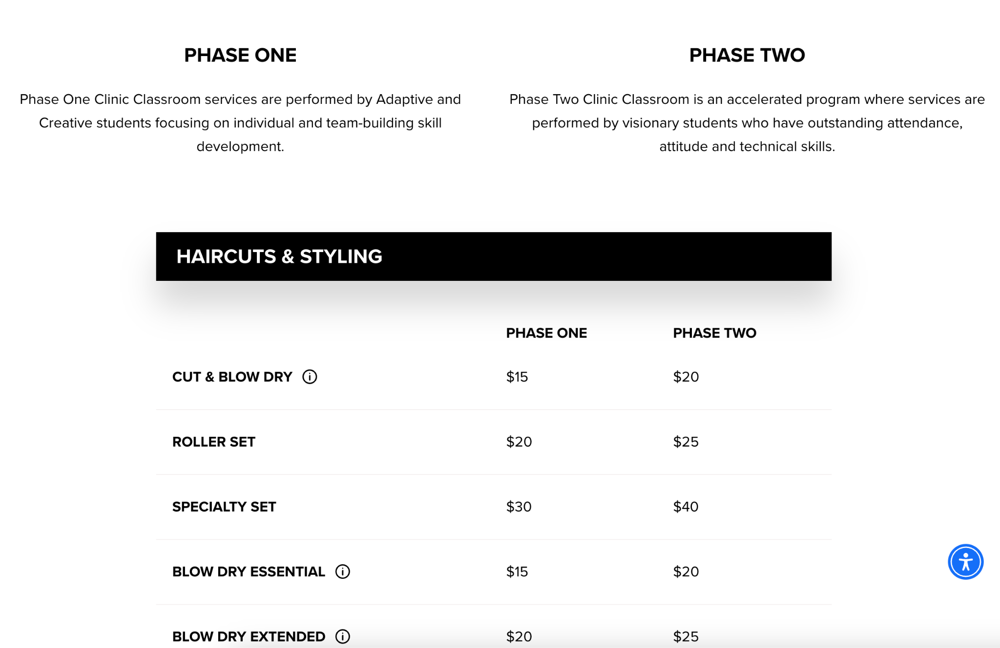 PHASE ONE
Phase One Clinic Classroom services are performed by Adaptive and
Creative students focusing on individual and team-building skill
development.
PHASE TWO
Phase Two Clinic Classroom is an accelerated program where services are
performed by visionary students who have outstanding attendance,
attitude and technical skills.
HAIRCUTS & STYLING
PHASE ONE PHASE TWO
CUT & BLOW DRY $15 $20
ROLLER SET $20 $25
SPECIALTY SET $30 $40
BLOW DRY ESSENTIAL $15 $20
BLOW DRY EXTENDED $20 $25